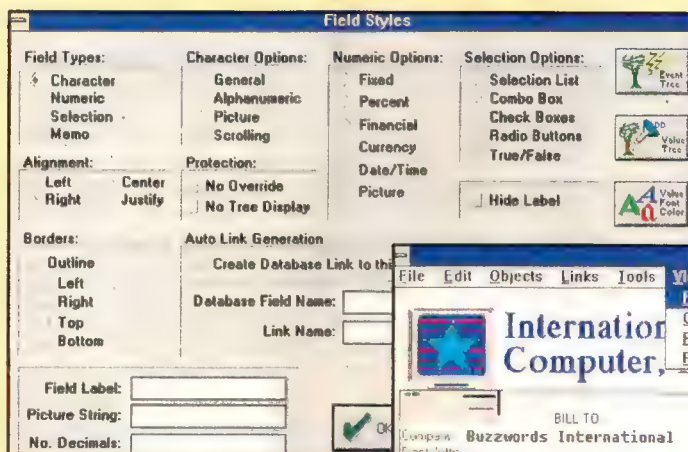 Field Styles
Field Types:
Character
Numeric
Selection
Memo
Character Options:
General
Alphanumeric
Picture
Scrolling
Numeric Options:
Fixed
Percent
Financial
Currency
Date/Time
Picture
Selection Options:
Selection List
Combo Box
Check Boxes
Radio Buttons
True/False
Event
Tree
Value
Tree
Value
Font
Color
Alignment:
Left Center
Right Justify
Protection:
No Override
No Tree Display
Hide Label
Borders:
Outline
Left
Right
Top
Bottom
Auto Link Generation
Create Database Link to thi
Database Field Name:
Link Name:
Field Label:
Picture String:
No. Decimals:
OK
File Edit Objects Links Tools
Internation
Computer,
BILL TO
Company Buzzwords International